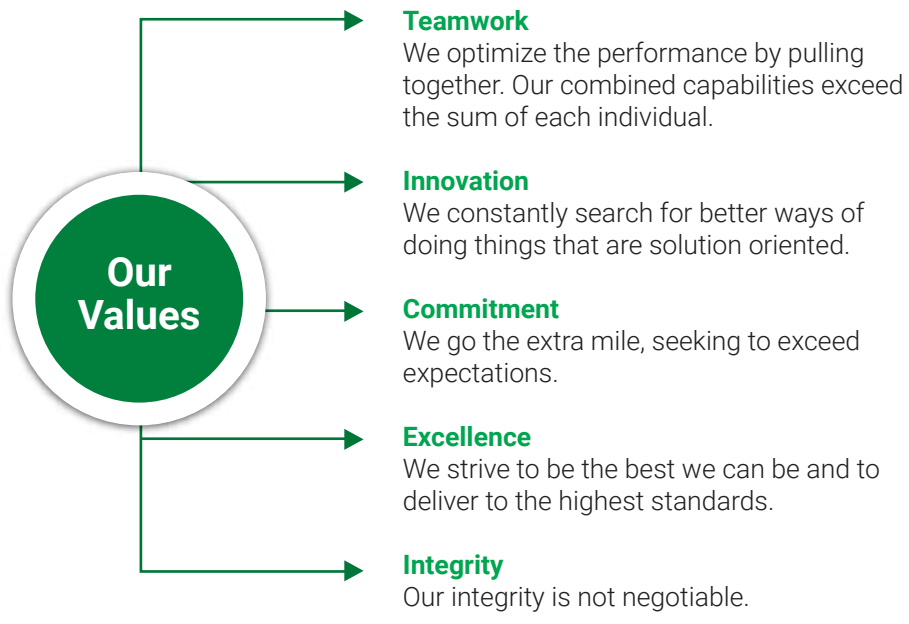 Our
Values
Teamwork
We optimize the performance by pulling
together. Our combined capabilities exceed
the sum of each individual.
Innovation
We constantly search for better ways of
doing things that are solution oriented.
Commitment
We go the extra mile, seeking to exceed
expectations.
Excellence
We strive to be the best we can be and to
deliver to the highest standards.
Integrity
Our integrity is not negotiable.